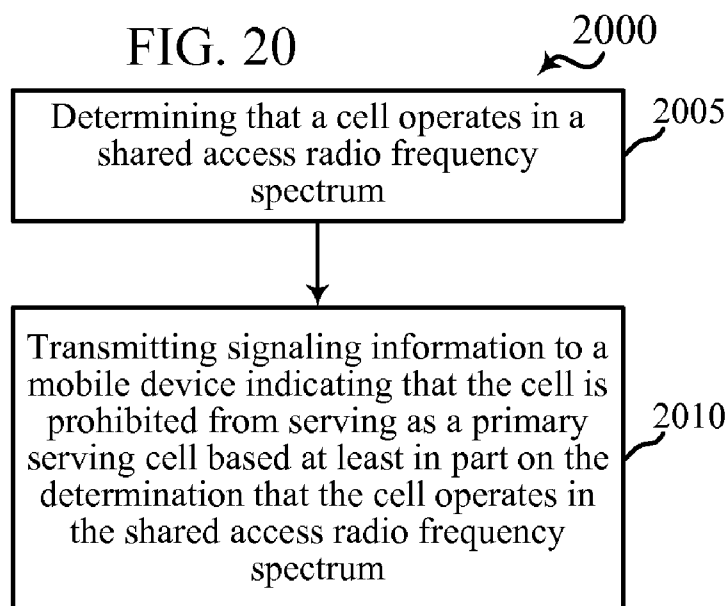 FIG. 20
2000
Determining that a cell operates in a
shared access radio frequency
spectrum
2005
Transmitting signaling information to a
mobile device indicating that the cell is
prohibited from serving as a primary
serving cell based at least in part on the
determination that the cell operates in
the shared access radio frequency
spectrum
2010